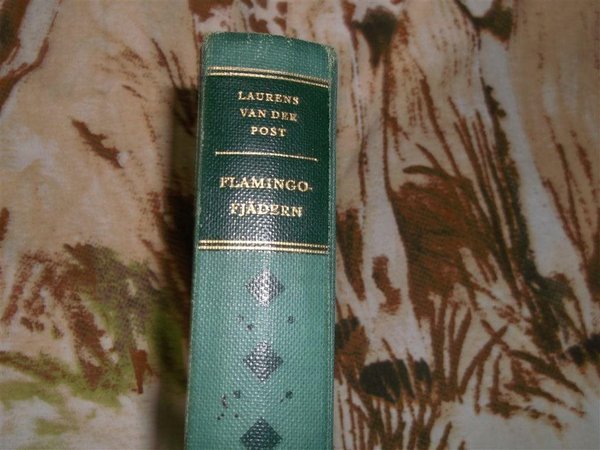 LAURENS
VAN DER
POST
FLAMINGO-
FJÄDERN